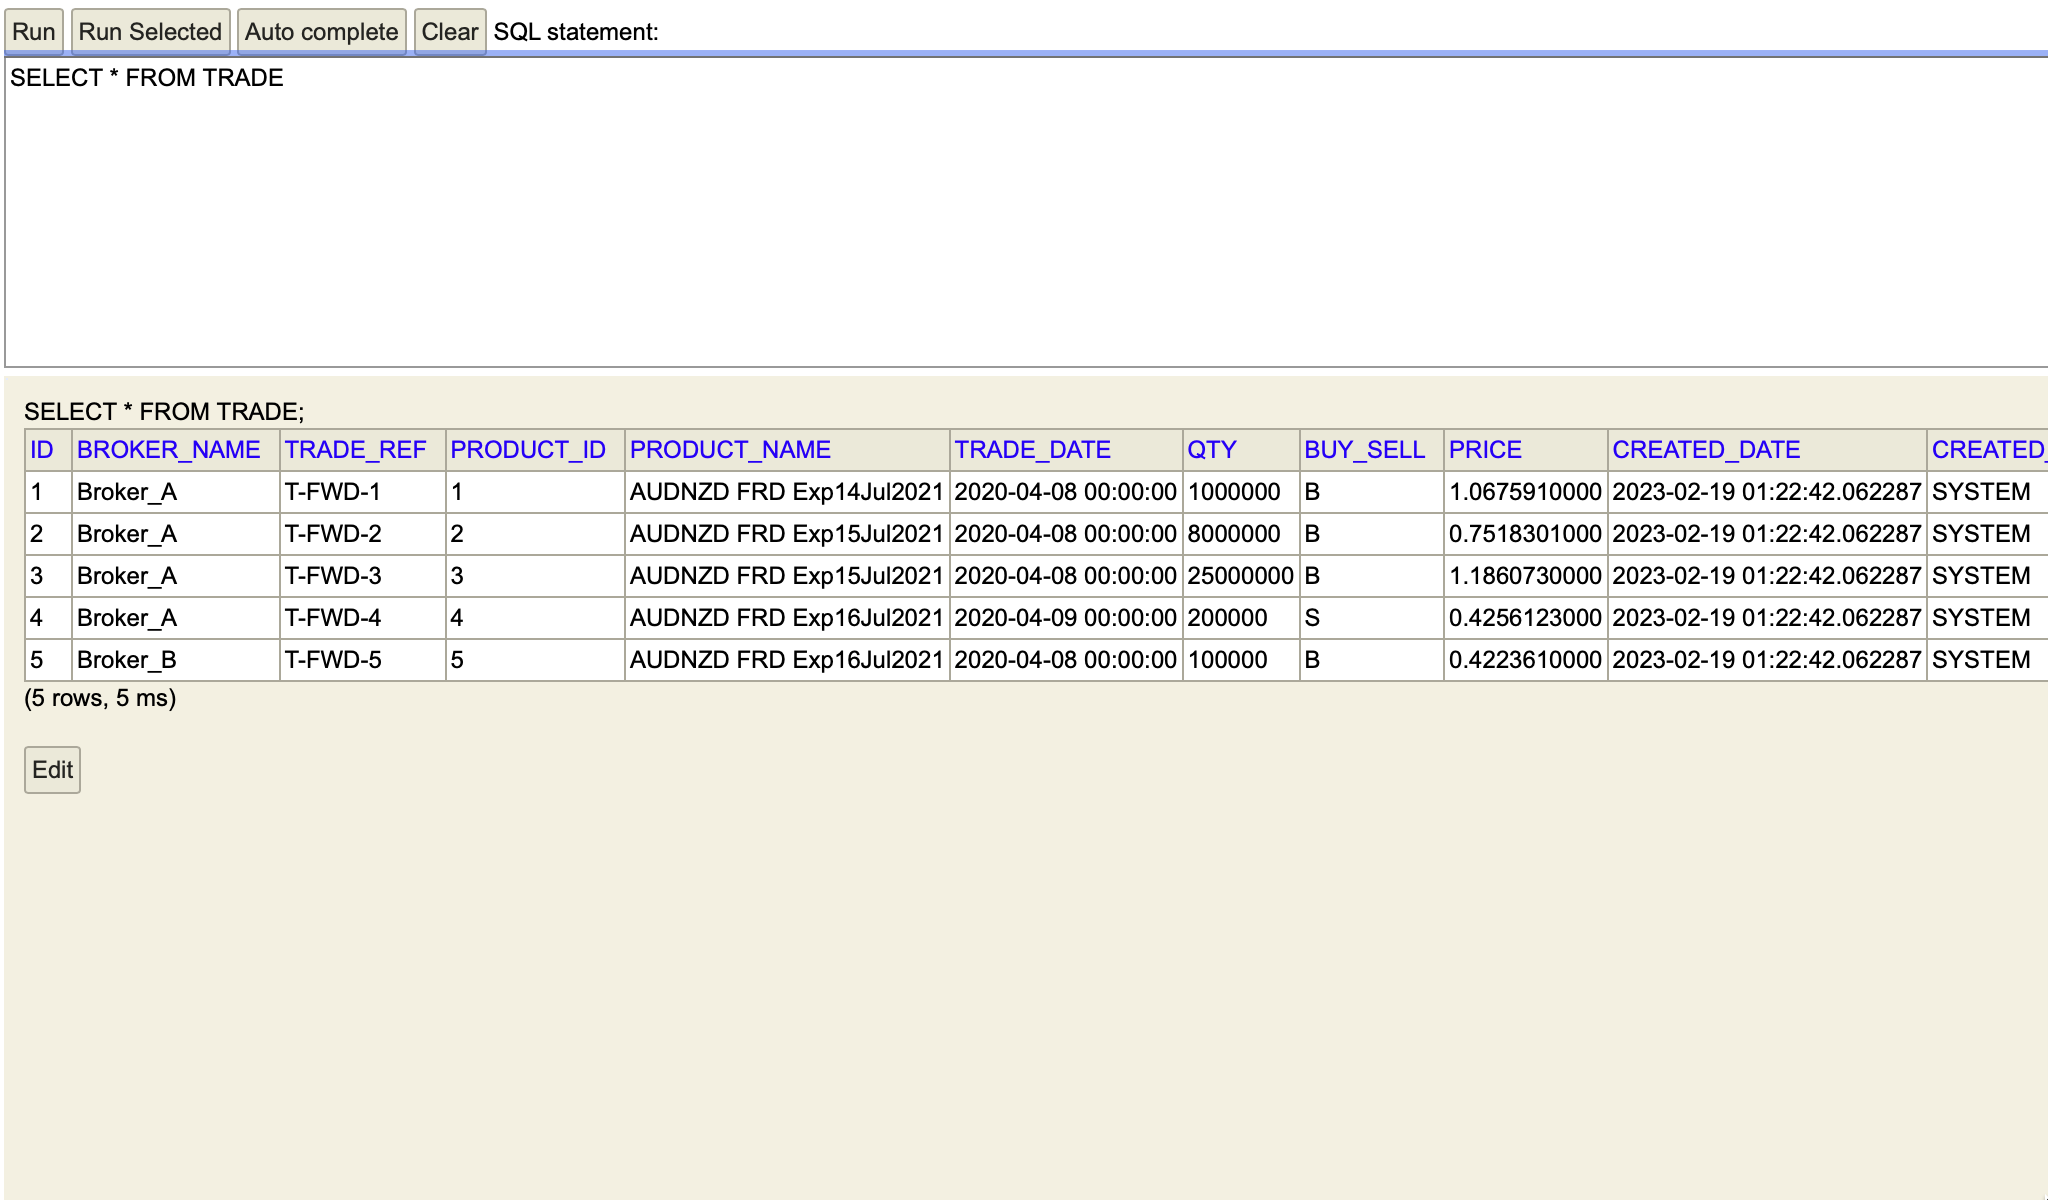 Run Run Selected Auto complete Clear SQL statement:
SELECT * FROM TRADE
SELECT * FROM TRADE;
ID BROKER_NAME TRADE_REF PRODUCT_ID PRODUCT_NAME TRADE_DATE QTY BUY_SELL PRICE CREATED_DATE CREATED_
1 Broker_A T-FWD-1 1 AUDNZD FRD Exp14Jul2021 2020-04-08 00:00:00 1000000 B 1.0675910000 2023-02-19 01:22:42.062287 SYSTEM
2 Broker_A T-FWD-2 2 AUDNZD FRD Exp15Jul2021 2020-04-08 00:00:00 8000000 B 0.7518301000 2023-02-19 01:22:42.062287 SYSTEM
3 Broker_A T-FWD-3 3 AUDNZD FRD Exp15Jul2021 2020-04-08 00:00:00 25000000 B 1.1860730000 2023-02-19 01:22:42.062287 SYSTEM
4 Broker_A T-FWD-4 4 AUDNZD FRD Exp16Jul2021 2020-04-09 00:00:00 200000 S 0.4256123000 2023-02-19 01:22:42.062287 SYSTEM
5 Broker_B T-FWD-5 5 AUDNZD FRD Exp16Jul2021 2020-04-08 00:00:00 100000 B 0.4223610000 2023-02-19 01:22:42.062287 SYSTEM
(5 rows, 5 ms)
Edit